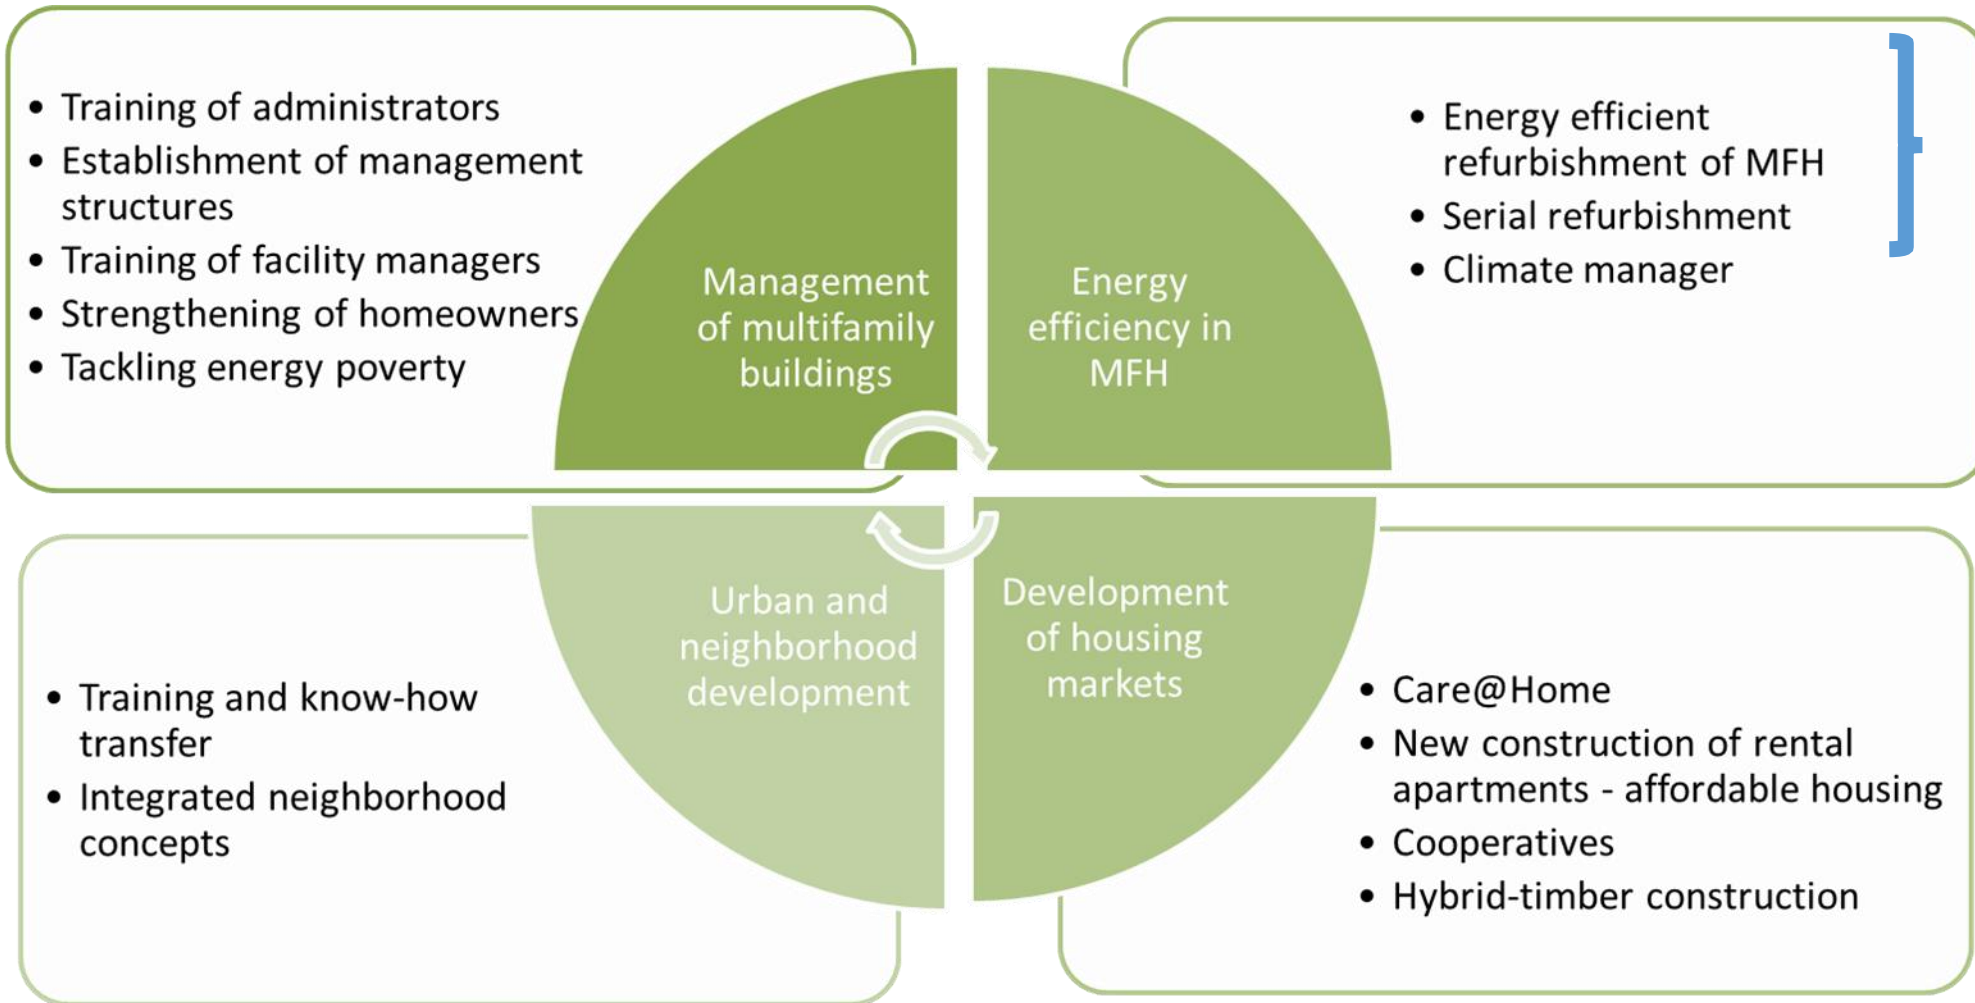 • Training of administrators
• Establishment of management
structures
• Training of facility managers
• Strengthening of homeowners
• Tackling energy poverty
Management
of multifamily
buildings
Energy
efficiency in
MFH
• Energy efficient
refurbishment of MFH
• Serial refurbishment
• Climate manager
• Training and know-how
transfer
• Integrated neighborhood
concepts
Urban and
neighborhood
development
Development
of housing
markets
• Care@Home
• New construction of rental
apartments - affordable housing
• Cooperatives
• Hybrid-timber construction